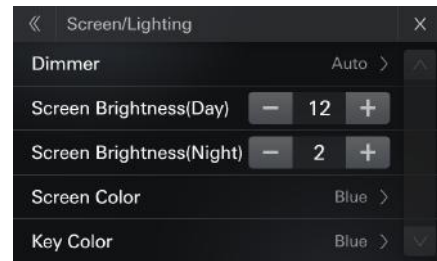 Screen/Lighting
Dimmer Auto
Screen Brightness(Day) − 12 +
Screen Brightness(Night) − 2 +
Screen Color Blue
Key Color Blue